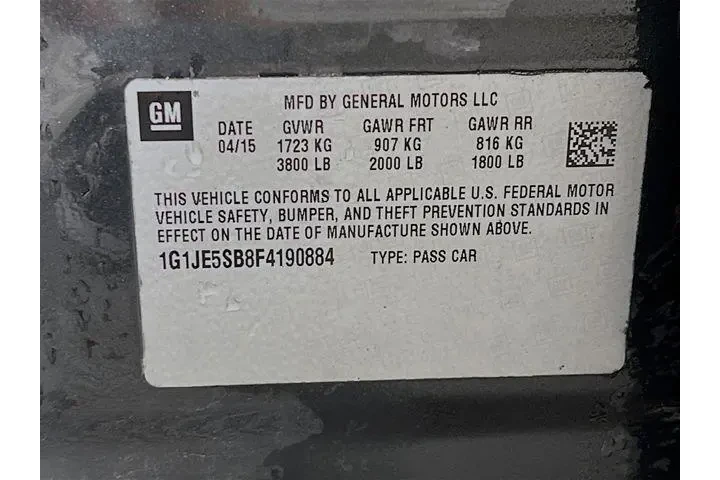 GM
MFD BY GENERAL MOTORS LLC
DATE GVWR GAWR FRT GAWR RR
04/15 1723 KG 907 KG 816 KG
3800 LB 2000 LB 1800 LB
THIS VEHICLE CONFORMS TO ALL APPLICABLE U.S. FEDERAL MOTOR
VEHICLE SAFETY, BUMPER, AND THEFT PREVENTION STANDARDS IN
EFFECT ON THE DATE OF MANUFACTURE SHOWN ABOVE.
1G1JE5SB8F4190884 TYPE: PASS CAR